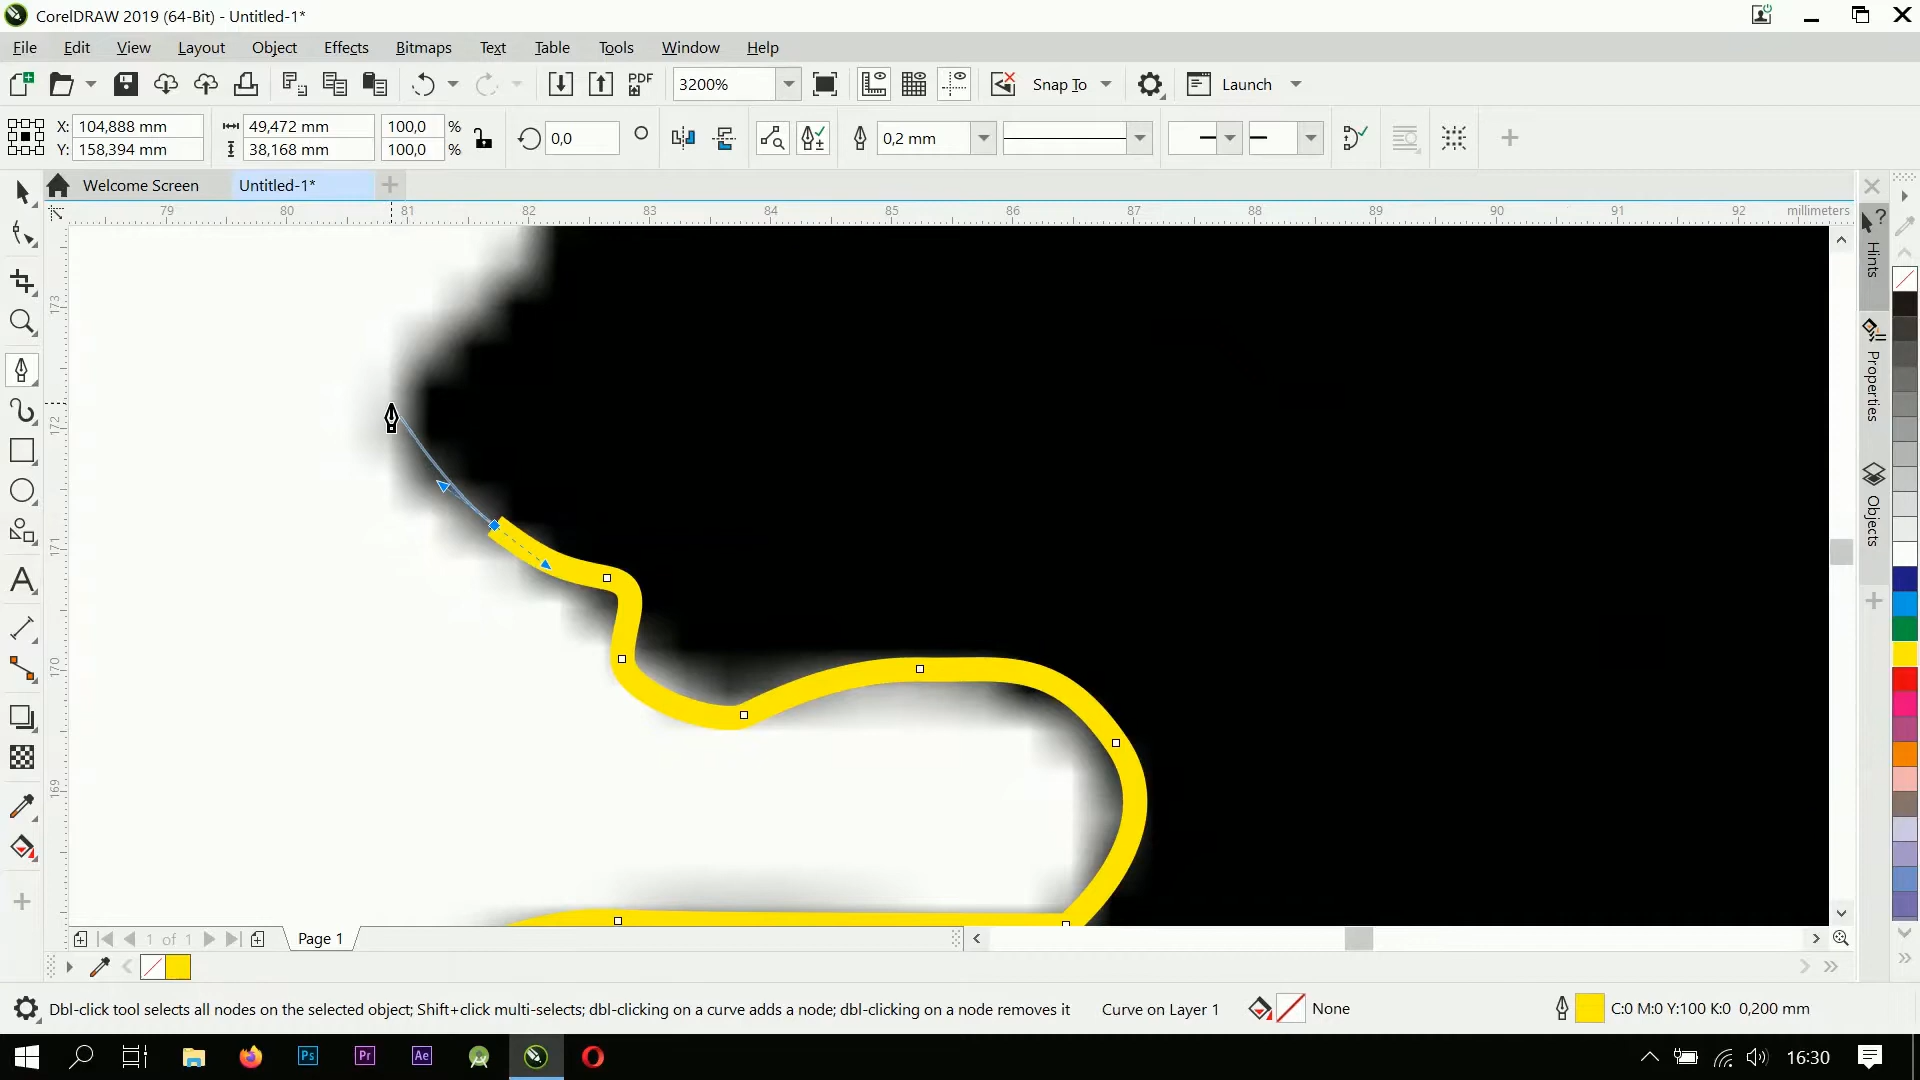 CorelDRAW 2019 (64-Bit) - Untitled-1*
File Edit View Layout Object Effects Bitmaps Text Table Tools Window Help
PDF 3200% Snap To Launch
X: 104,888 mm 49,472 mm 100,0 % 0,0 0,2 mm
Y: 158,394 mm 38,168 mm 100,0 %
Welcome Screen Untitled-1*
79 80 81 82 83 84 85 86 87 88 89 90 91 92 millimeters
173
172
171
170
169
Hints
Properties
Objects
A
1 of 1 Page 1
Dbl-click tool selects all nodes on the selected object; Shift+click multi-selects; dbl-clicking on a curve adds a node; dbl-clicking on a node removes it Curve on Layer 1 None C:0 M:0 Y:100 K:0 0,200 mm
Ps Pr Ae 16:30